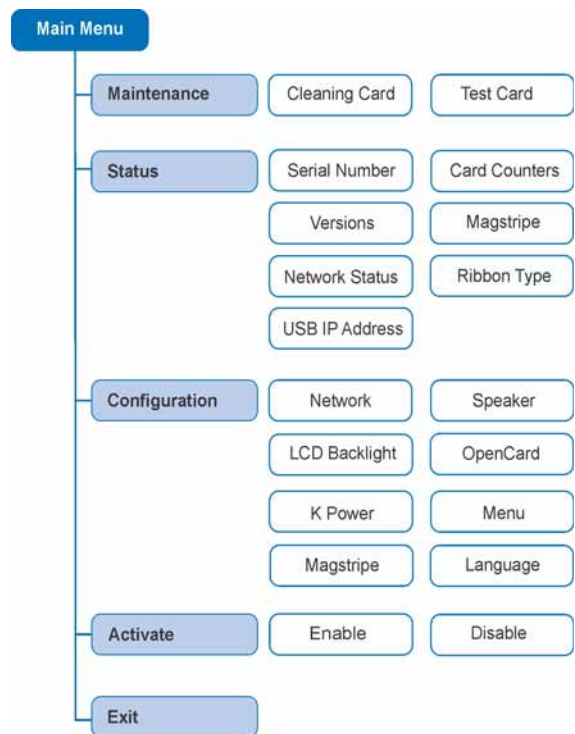 Main Menu
Maintenance
Cleaning Card
Test Card
Status
Serial Number
Card Counters
Versions
Magstripe
Network Status
Ribbon Type
USB IP Address
Configuration
Network
Speaker
LCD Backlight
OpenCard
K Power
Menu
Magstripe
Language
Activate
Enable
Disable
Exit